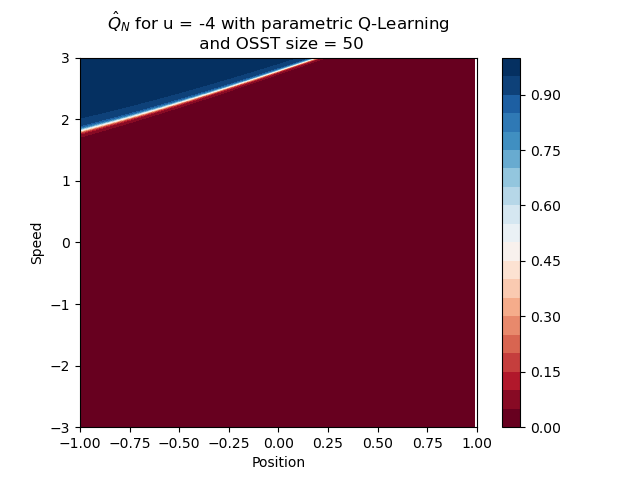 Q̂_N for u = -4 with parametric Q-Learning
and OSST size = 50
3
2
1
0
−1
−2
−3
Speed
−1.00 −0.75 −0.50 −0.25 0.00 0.25 0.50 0.75 1.00
Position
0.90
0.75
0.60
0.45
0.30
0.15
0.00